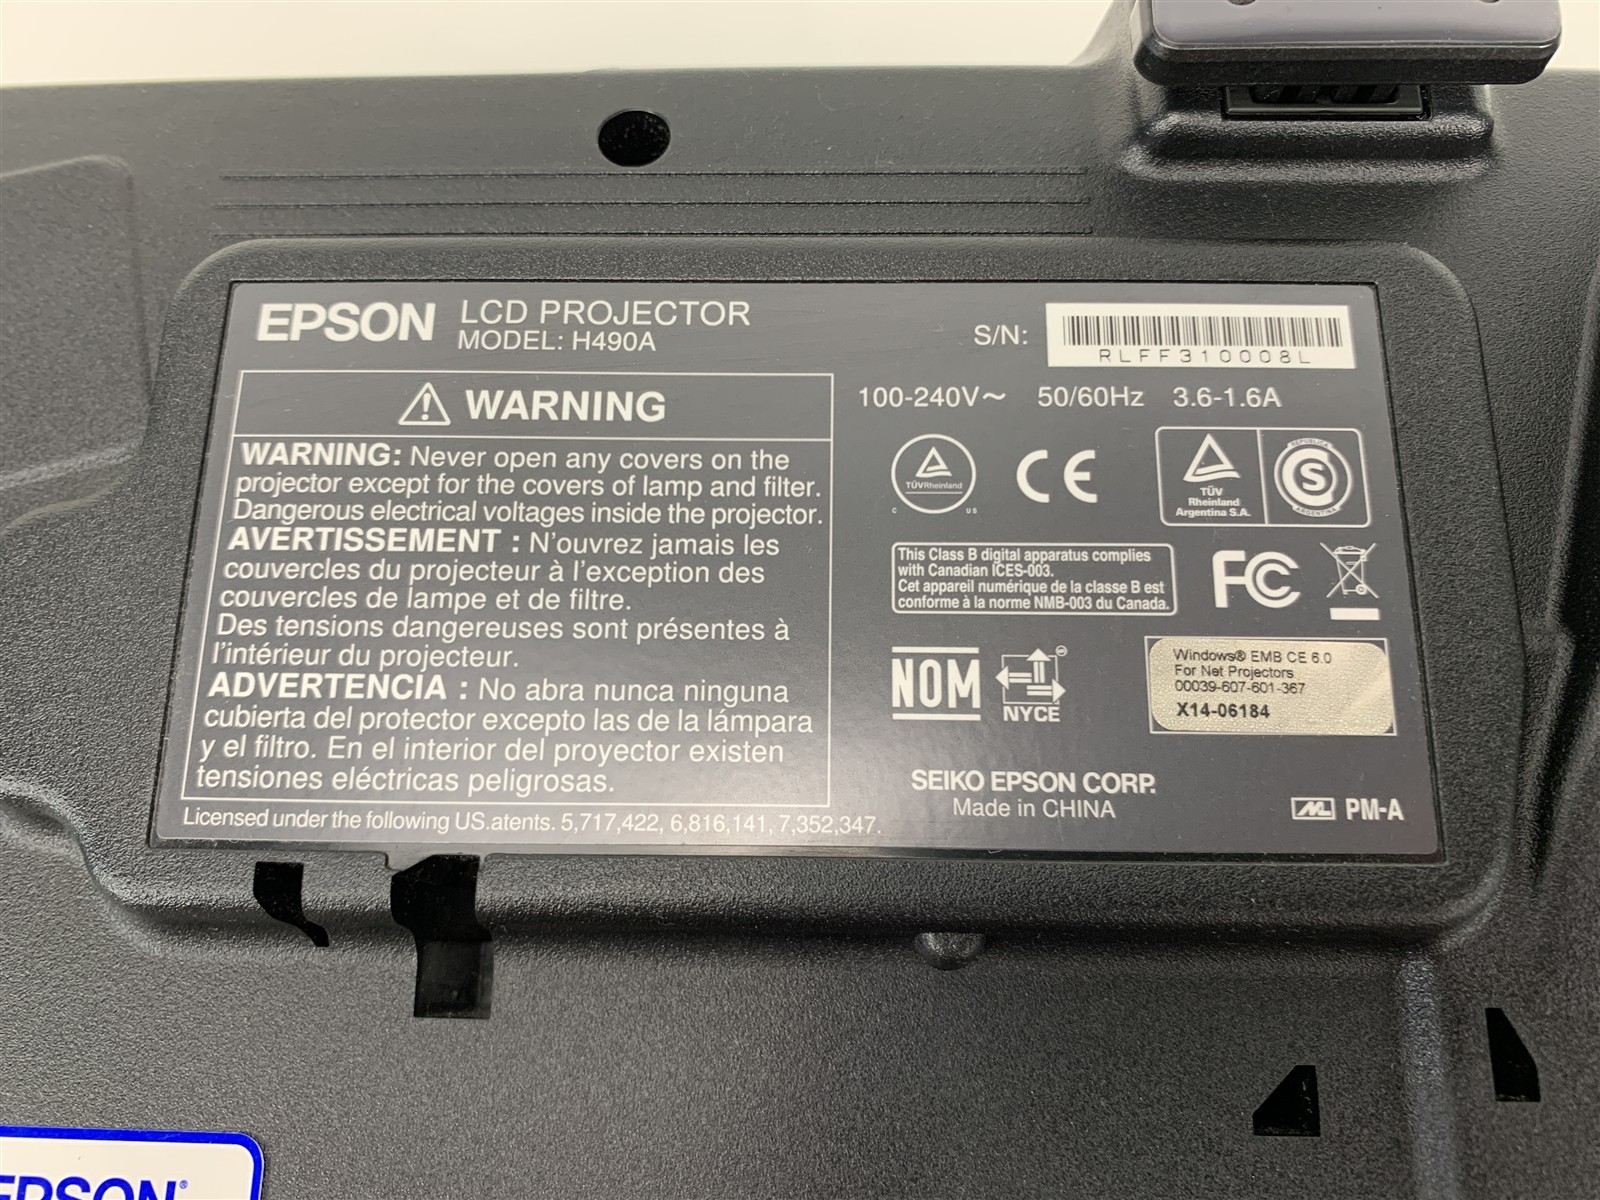 EPSON LCD PROJECTOR
MODEL: H490A
S/N:
RLFF310008L
100-240V~ 50/60Hz 3.6-1.6A
WARNING
WARNING: Never open any covers on the
projector except for the covers of lamp and filter.
Dangerous electrical voltages inside the projector.
AVERTISSEMENT : N'ouvrez jamais les
couvercles du projecteur à l'exception des
couvercles de lampe et de filtre.
Des tensions dangereuses sont présentes à
l'intérieur du projecteur.
ADVERTENCIA : No abra nunca ninguna
cubierta del protector excepto las de la lámpara
y el filtro. En el interior del proyector existen
tensiones eléctricas peligrosas.
Licensed under the following US.atents. 5,717,422, 6,816,141, 7,352,347.
TÜVRheinland
C US
CE
TÜV
Rheinland
Argentina S.A.
REPUBLICA
S
ARGENTINA
This Class B digital apparatus complies
with Canadian ICES-003.
Cet appareil numérique de la classe B est
conforme à la norme NMB-003 du Canada.
FC
NOM
NYCE
Windows® EMB CE 6.0
For Net Projectors
00039-607-601-367
X14-06184
SEIKO EPSON CORP.
Made in CHINA
ML PM-A
EPSON®